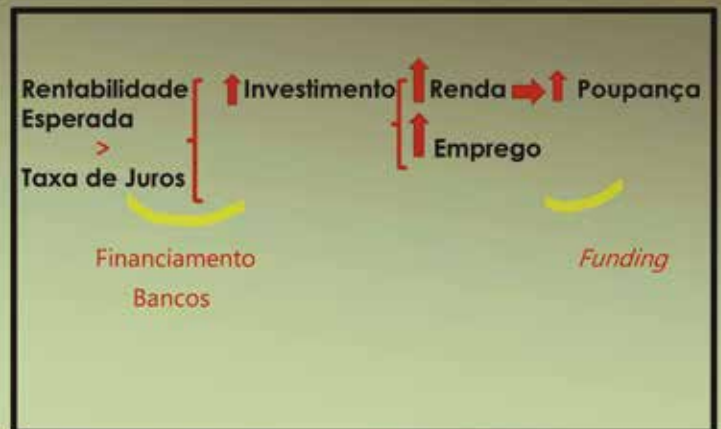 Rentabilidade Investimento Renda Poupança
Esperada
> Emprego
Taxa de Juros
Financiamento Funding
Bancos